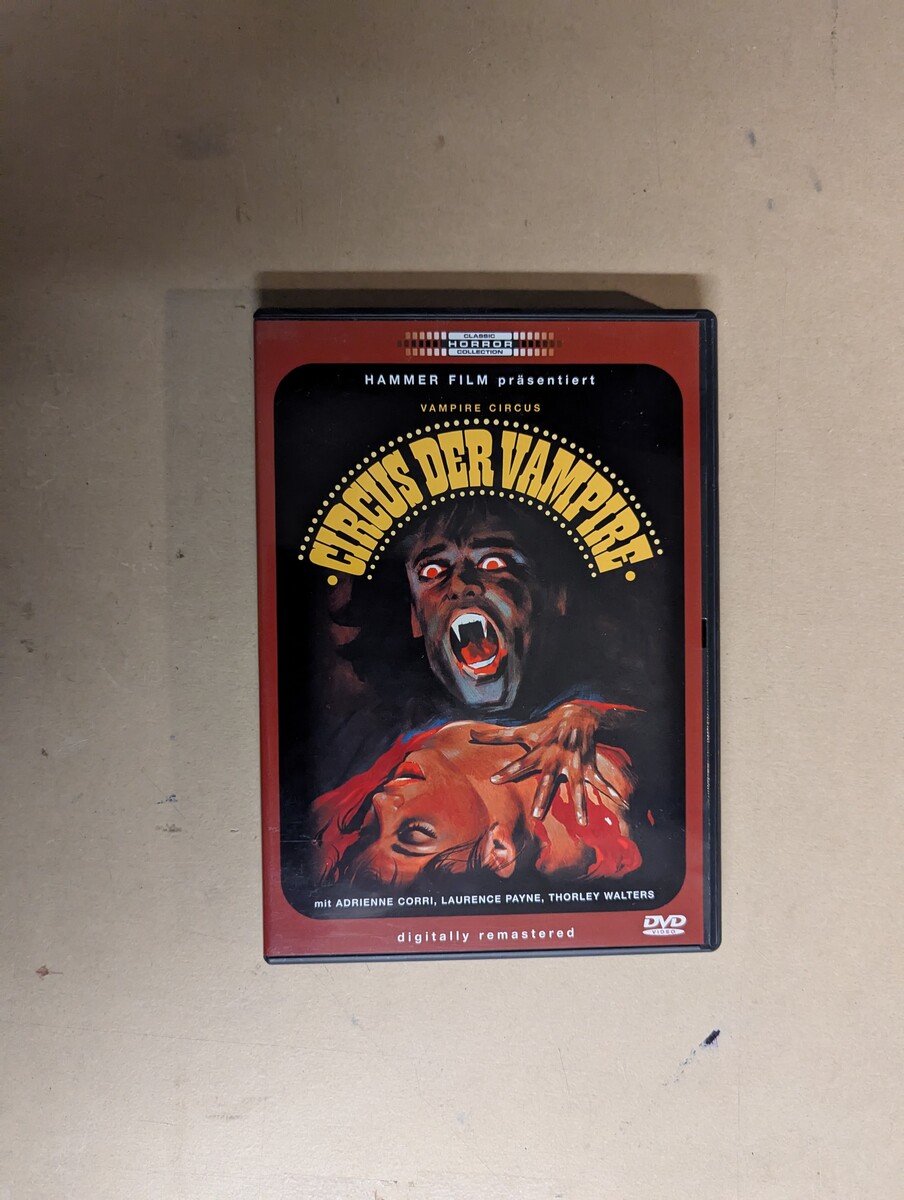 CLASSIC
HORROR
COLLECTION
HAMMER FILM präsentiert
VAMPIRE CIRCUS
CIRCUS DER VAMPIRE
mit ADRIENNE CORRI, LAURENCE PAYNE, THORLEY WALTERS
digitally remastered
DVD
VIDEO